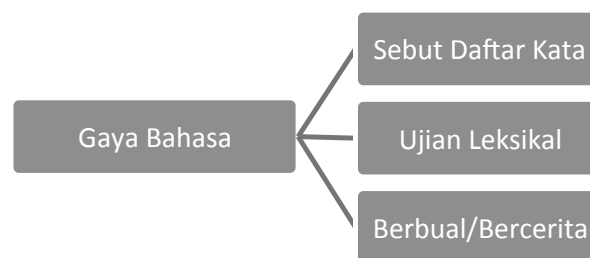 Sebut Daftar Kata
Gaya Bahasa
Ujian Leksikal
Berbual/Bercerita